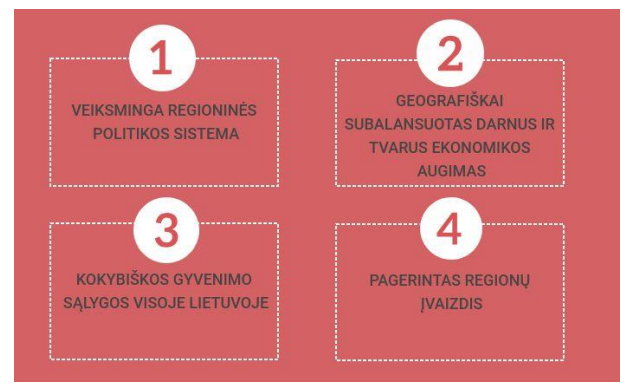 1
VEIKSMINGA REGIONINĖS
POLITIKOS SISTEMA
2
GEOGRAFIŠKAI
SUBALANSUOTAS DARNUS IR
TVARUS EKONOMIKOS
AUGIMAS
3
KOKYBIŠKOS GYVENIMO
SĄLYGOS VISOJE LIETUVOJE
4
PAGERINTAS REGIONŲ
ĮVAIZDIS